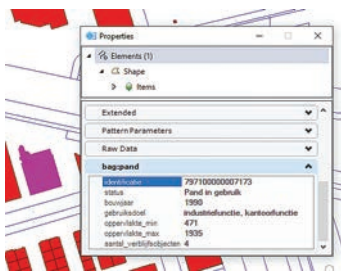 Properties
Elements (1)
Shape
Items
Extended
Pattern Parameters
Raw Data
bag:pand
identificatie 797100000007173
status Pand in gebruik
bouwjaar 1990
gebruiksdoel industriefunctie, kantoorfunctie
oppervlakte_min 471
oppervlakte_max 1935
aantal_verblijfsobjecten 4